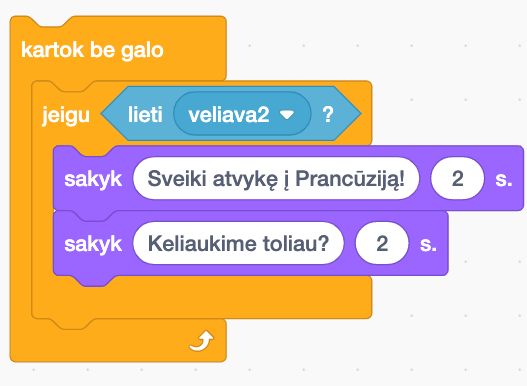 kartok be galo
jeigu lieti veliava2 ?
sakyk Sveiki atvykę į Prancūziją! 2 s.
sakyk Keliaukime toliau? 2 s.